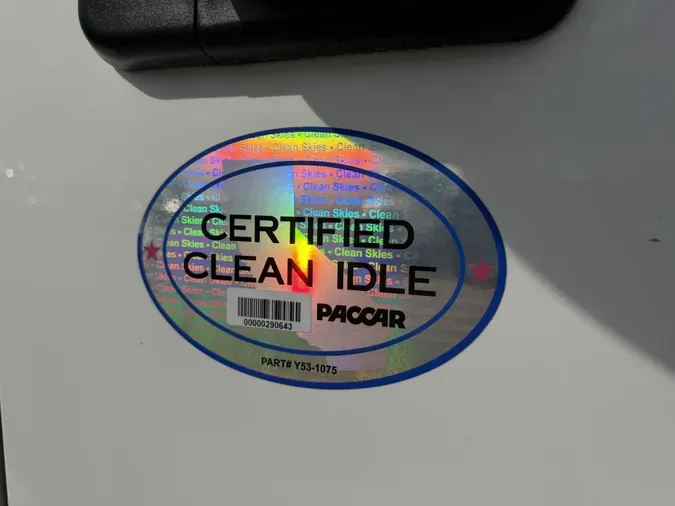 CERTIFIED
CLEAN IDLE
00000290643
PACCAR
PART# Y53-1075
Clean Skies • Clean Skies • Clean